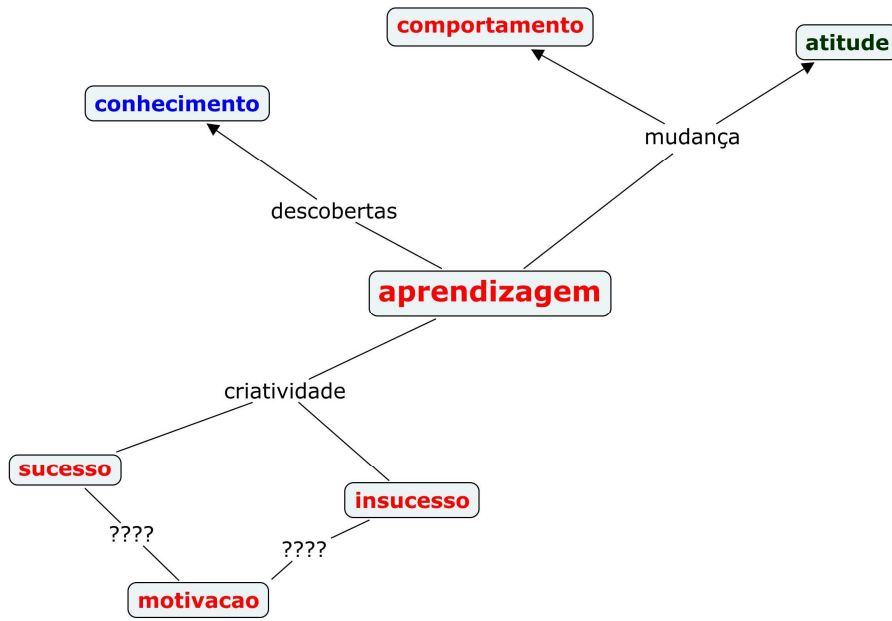 comportamento
atitude
conhecimento
mudança
descobertas
aprendizagem
criatividade
sucesso
insucesso
????
????
motivacao